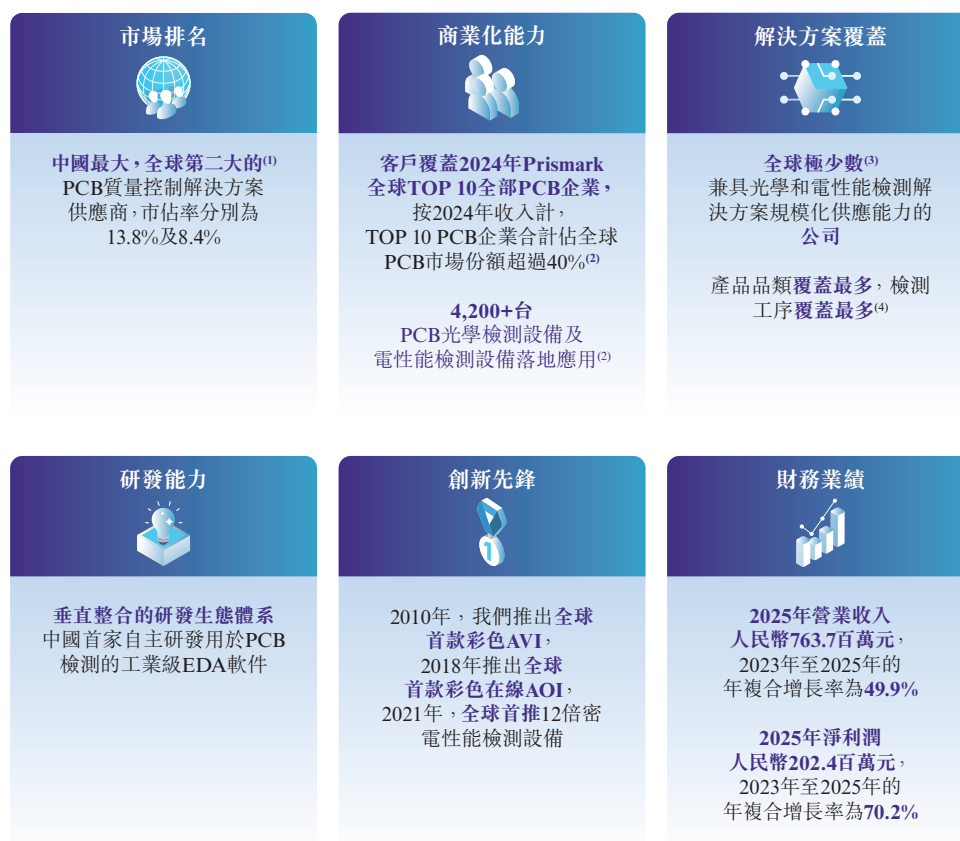 市場排名
中國最大，全球第二大的(1)
PCB質量控制解決方案
供應商，市佔率分別為
13.8%及8.4%
商業化能力
客戶覆蓋2024年Prismark
全球TOP 10全部PCB企業，
按2024年收入計，
TOP 10 PCB企業合計佔全球
PCB市場份額超過40%(2)
4,200+台
PCB光學檢測設備及
電性能檢測設備落地應用(2)
解決方案覆蓋
全球極少數(3)
兼具光學和電性能檢測解
決方案規模化供應能力的
公司
產品品類覆蓋最多，檢測
工序覆蓋最多(4)
研發能力
垂直整合的研發生態體系
中國首家自主研發用於PCB
檢測的工業級EDA軟件
創新先鋒
1
2010年，我們推出全球
首款彩色AVI，
2018年推出全球
首款彩色在線AOI，
2021年，全球首推12倍密
電性能檢測設備
財務業績
2025年營業收入
人民幣763.7百萬元，
2023年至2025年的
年複合增長率為49.9%
2025年淨利潤
人民幣202.4百萬元，
2023年至2025年的
年複合增長率為70.2%